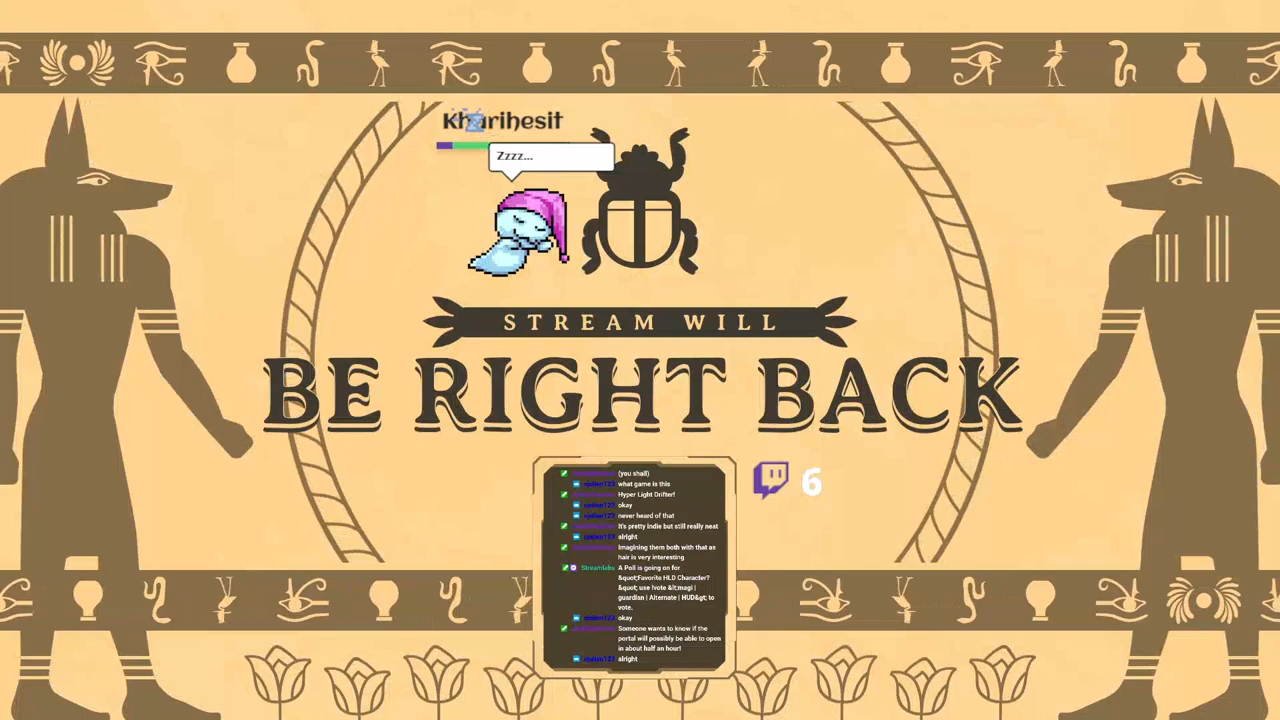 Kharihesit
Zzzz...
STREAM WILL
BE RIGHT BACK
6
(you shall)
what game is this
Hyper Light Drifter!
okay
never heard of that
It's pretty indie but still really neat
alright
Imagining them both with that as
hair is very interesting
Streamlabs A Poll is going on for
&quot;Favorite HLD Character?
&quot; use !vote &lt;magi |
guardian | Alternate | HUD&gt; to
vote.
okay
Someone wants to know if the
portal will possibly be able to open
in about half an hour!
alright